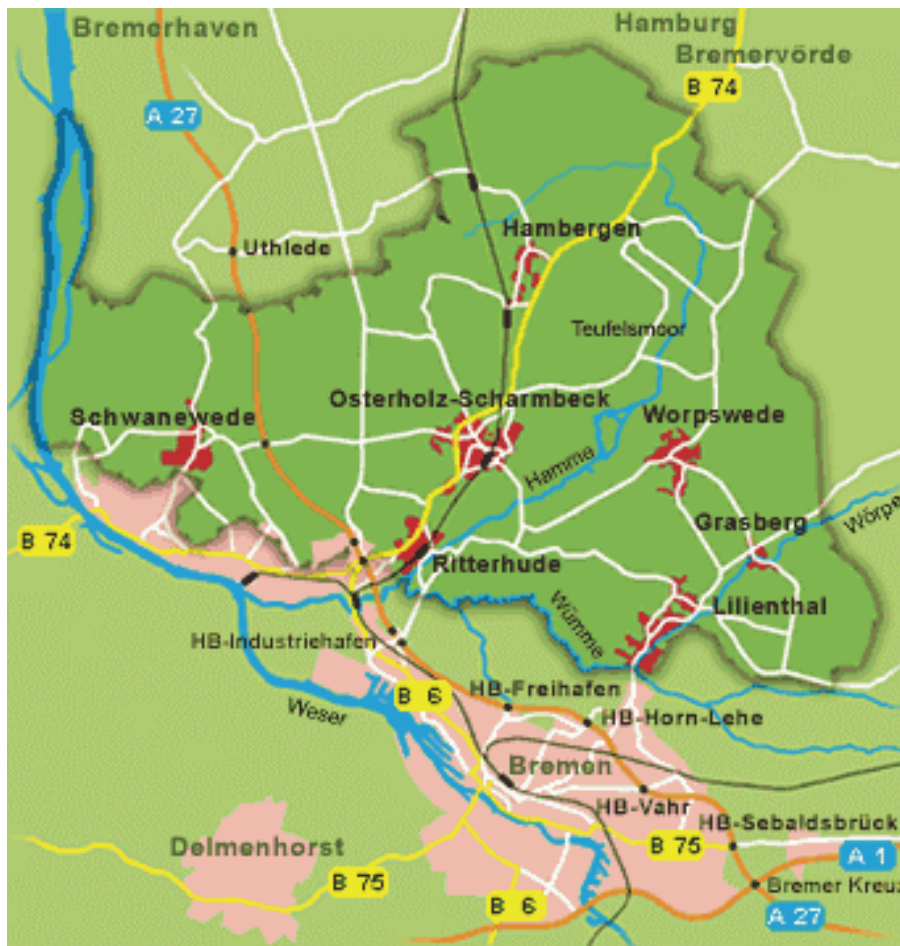 Bremerhaven
Hamburg
Bremervörde
B 74
A 27
Hambergen
Uthlede
Teufelsmoor
Osterholz-Scharmbeck
Schwanewede
Worpswede
Hamme
Grasberg
Wörpe
B 74
Ritterhude
Wümme
Lilienthal
HB-Industriehafen
B 6
HB-Freihafen
Weser
HB-Horn-Lehe
Bremen
HB-Vahr
HB-Sebaldsbrück
Delmenhorst
B 75
A 1
B 75
Bremer Kreuz
B 6
A 27